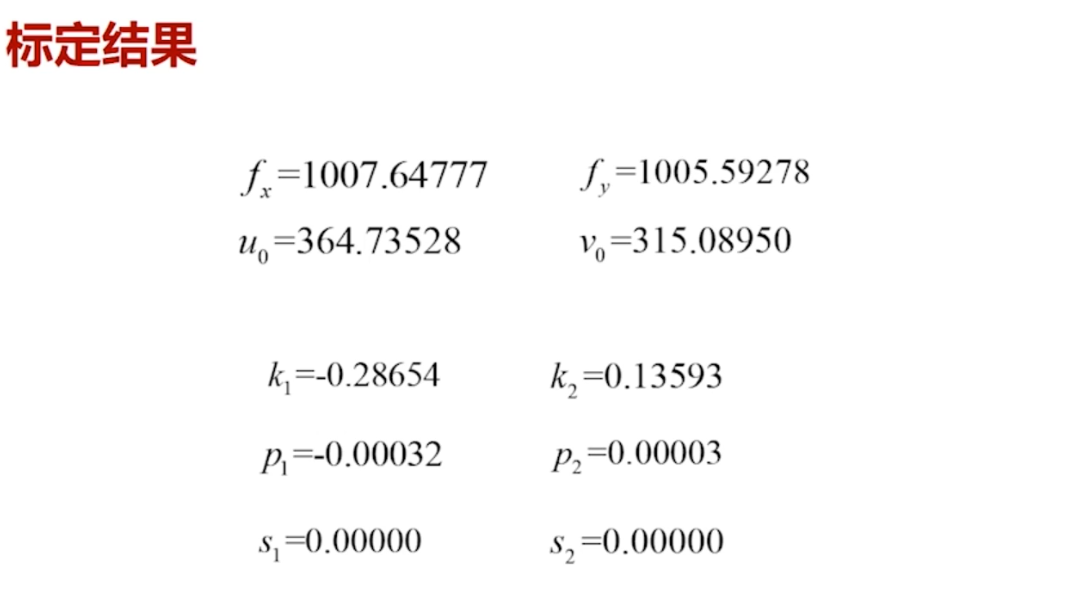 标定结果
fₓ=1007.64777 f_y=1005.59278
u₀=364.73528 v₀=315.08950
k₁=-0.28654 k₂=0.13593
p₁=-0.00032 p₂=0.00003
s₁=0.00000 s₂=0.00000